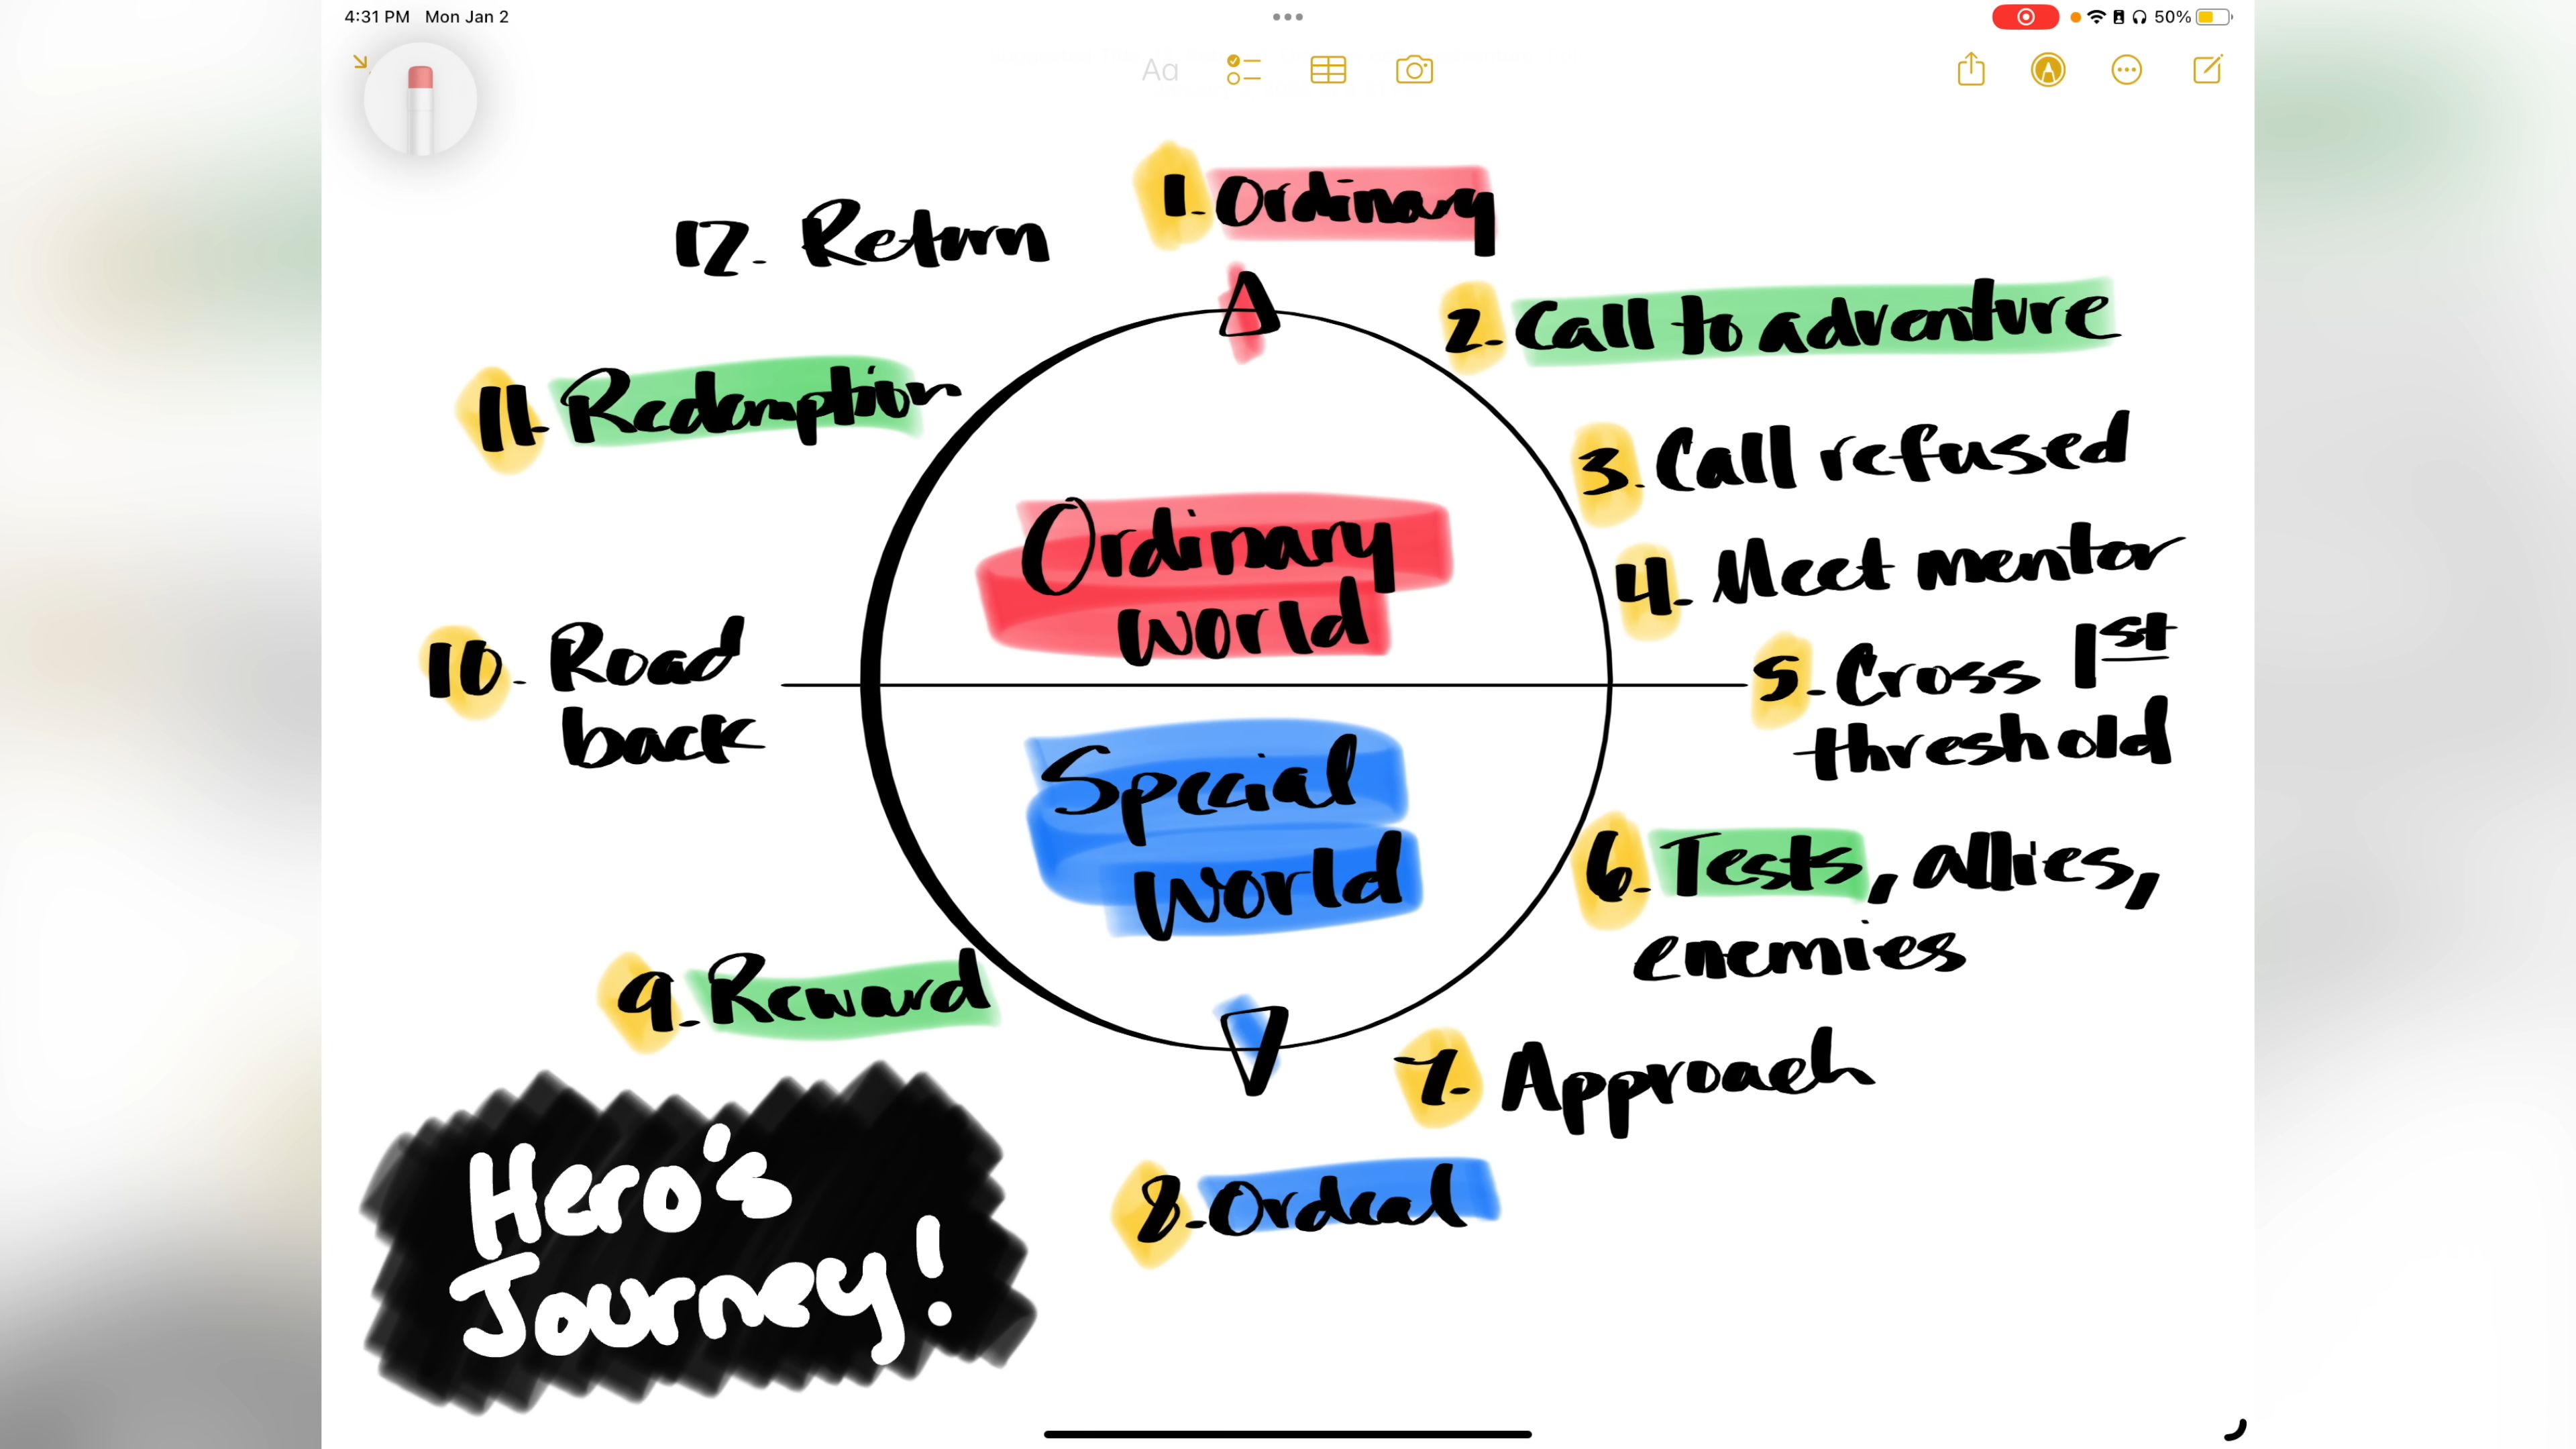 4:31 PM Mon Jan 2
50%
Aa
1. Ordinary
2. Call to adventure
3. Call refused
4. Meet mentor
5. Cross 1st
threshold
6. Tests, allies,
enemies
7. Approach
8. Ordeal
9. Reward
10. Road
back
11. Redemption
12. Return
Ordinary
world
Special
world
Hero's
Journey!